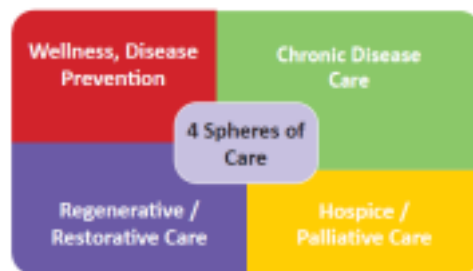 Wellness, Disease
Prevention
Chronic Disease
Care
4 Spheres of
Care
Regenerative /
Restorative Care
Hospice /
Palliative Care